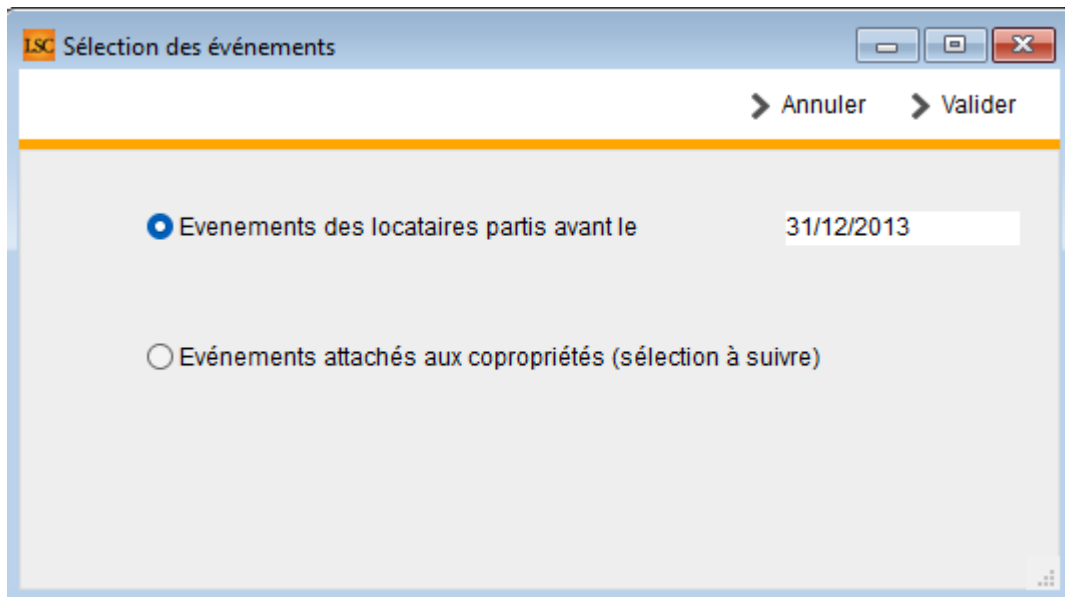 LSC Sélection des événements
Annuler Valider
Evenements des locataires partis avant le 31/12/2013
Evénements attachés aux copropriétés (sélection à suivre)